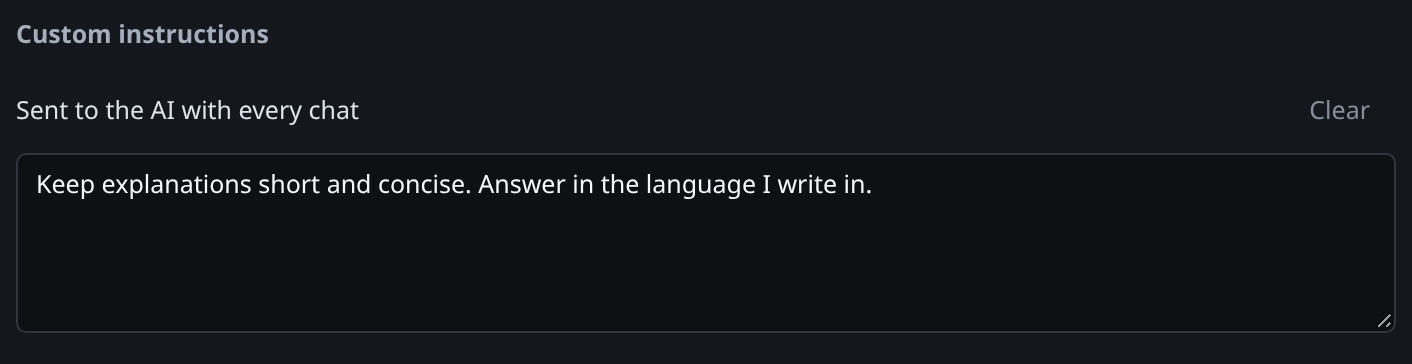 Custom instructions
Sent to the AI with every chat
Clear
Keep explanations short and concise. Answer in the language I write in.